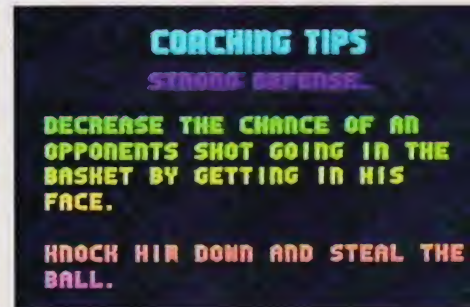 COACHING TIPS
STRONG DEFENSE..
DECREASE THE CHANCE OF AN
OPPONENTS SHOT GOING IN THE
BASKET BY GETTING IN HIS
FACE.
KNOCK HIM DOWN AND STEAL THE
BALL.